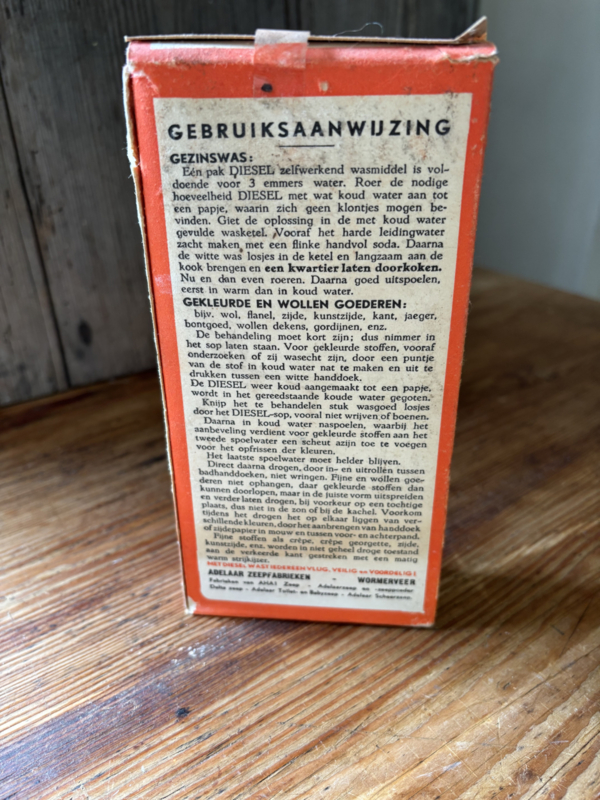 GEBRUIKSAANWIJZING
GEZINSWAS:
Eén pak DIESEL zelfwerkend wasmiddel is vol-
doende voor 3 emmers water. Roer de nodige
hoeveelheid DIESEL met wat koud water aan tot
een papje, waarin zich geen klontjes mogen be-
vinden. Giet de oplossing in de met koud water
gevulde wasketel. Vooraf het harde leidingwater
zacht maken met een flinke handvol soda. Daarna
de witte was losjes in de ketel en langzaam aan de
kook brengen en een kwartier laten doorkoken.
Nu en dan even roeren. Daarna goed uitspoelen,
eerst in warm dan in koud water.
GEKLEURDE EN WOLLEN GOEDEREN:
bijv. wol, flanel, zijde, kunstzijde, kant, jaeger,
bontgoed, wollen dekens, gordijnen, enz.
De behandeling moet kort zijn; dus nimmer in
het sop laten staan. Voor gekleurde stoffen, vooraf
onderzoeken of zij wasecht zijn, door een puntje
van de stof in koud water nat te maken en uit te
drukken tussen een witte handdoek.
De DIESEL weer koud aangemaakt tot een papje,
wordt in het gereedstaande koude water gegoten.
Knijp het te behandelen stuk wasgoed losjes
door het DIESEL-sop, vooral niet wrijven of boenen.
Daarna in koud water naspoelen, waarbij het
aanbeveling verdient voor gekleurde stoffen aan het
tweede spoelwater een scheut azijn toe te voegen
voor het opfrissen der kleuren.
Het laatste spoelwater moet helder blijven.
Direct daarna drogen, door in- en uitrollen tussen
badhanddoeken, niet wringen. Fijne en wollen goe-
deren niet ophangen, daar gekleurde stoffen dan
kunnen doorlopen, maar in de juiste vorm uitspreiden
en verder laten drogen, bij voorkeur op een tochtige
plaats, dus niet in de zon of bij de kachel. Voorkom
tijdens het drogen het op elkaar liggen van ver-
schillende kleuren, door het aanbrengen van handdoek
of zijdepapier in mouw en tussen voor- en achterpand.
Fijne stoffen als crêpe, crêpe georgette, zijde,
kunstzijde, enz. worden in niet geheel droge toestand
aan de verkeerde kant gestreken met een matig
warm strijkijzer.
MET DIESEL WAST IEDEREEN VLUG, VEILIG en VOORDELIG!
ADELAAR ZEEPFABRIEKEN - WORMERVEER
Fabrieken van Zeep - Adelaarzeep en -zeeppoeder
zeep - Adelaar Toilet- en Babyzeep - Adelaar Scheerzeep.